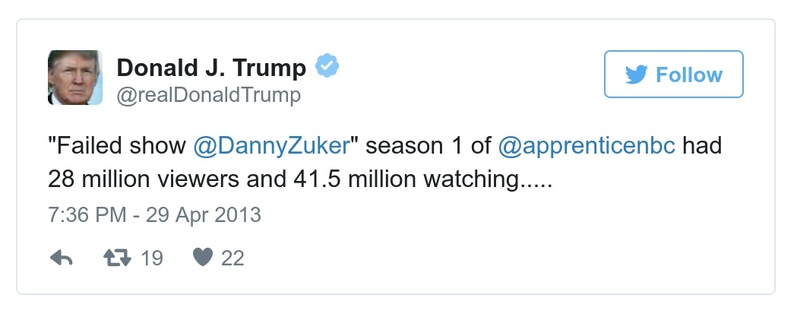 Donald J. Trump
@realDonaldTrump
Follow
"Failed show @DannyZuker" season 1 of @apprenticenbc had
28 million viewers and 41.5 million watching.....
7:36 PM - 29 Apr 2013
19 22